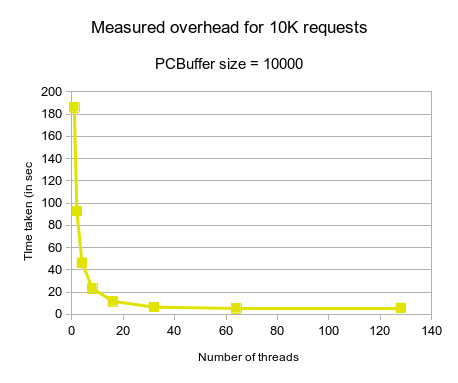 Measured overhead for 10K requests
PCBuffer size = 10000
200
180
160
140
120
100
80
60
40
20
0
TIme taken (in sec
0 20 40 60 80 100 120 140
Number of threads